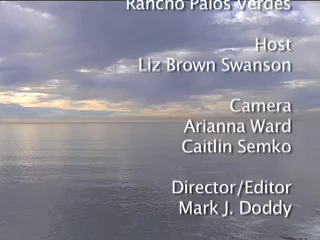 Rancho Palos Verdes
Host
Liz Brown Swanson
Camera
Arianna Ward
Caitlin Semko
Director/Editor
Mark J. Doddy